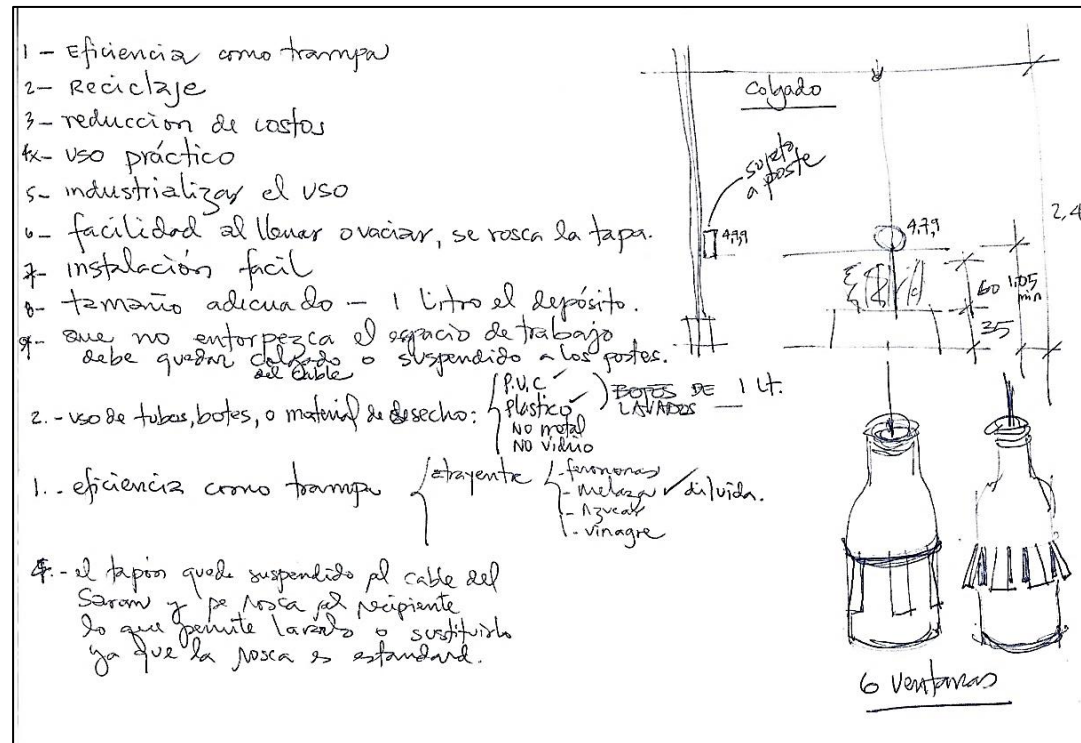 1 - Eficiencia como trampa
2 - Reciclaje
3 - reduccion de costos
4x - uso práctico
5 - industrializar el uso
6 - facilidad al llenar o vaciar, se rosca la tapa.
7 - instalación facil
8 - tamaño adecuado - 1 Litro el depósito.
9 - que no entorpezca el espacio de trabajo
debe quedar colgado o suspendido a los postes.
del cable
2. - uso de tubos, botes, o material de desecho:
P.V.C ✓
Plastico ✓
NO metal
NO vidrio
BOTES DE 1 Lt.
LAVADOS
1. - eficiencia como trampa
atrayente
- feromonas
- melaza ✓ diluida.
- Azucar
- vinagre
- el tapón quede suspendido al cable del
Saran y se rosca al recipiente
lo que permite lavarlo o sustituirlo
ya que la rosca es estandard.
Colgado
sujeto
a poste
4,7,9
4,7,9
2,4
60
1.05
min
35
6 Ventanas